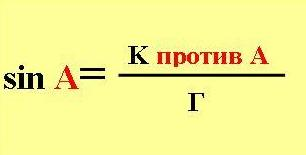 sin A = K против A
Г